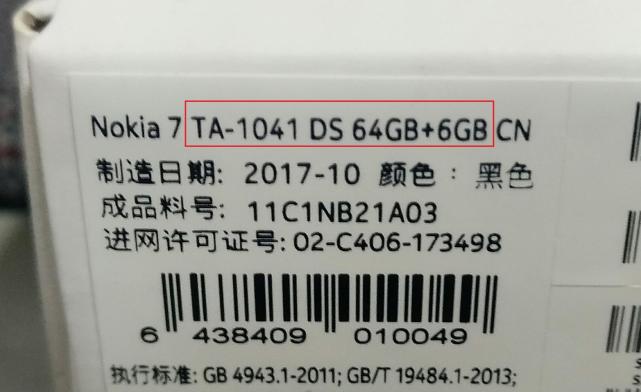 Nokia 7 TA-1041 DS 64GB+6GB CN
制造日期: 2017-10 颜色：黑色
成品料号: 11C1NB21A03
进网许可证号: 02-C406-173498
6 438409 010049
执行标准: GB 4943.1-2011; GB/T 19484.1-2013;